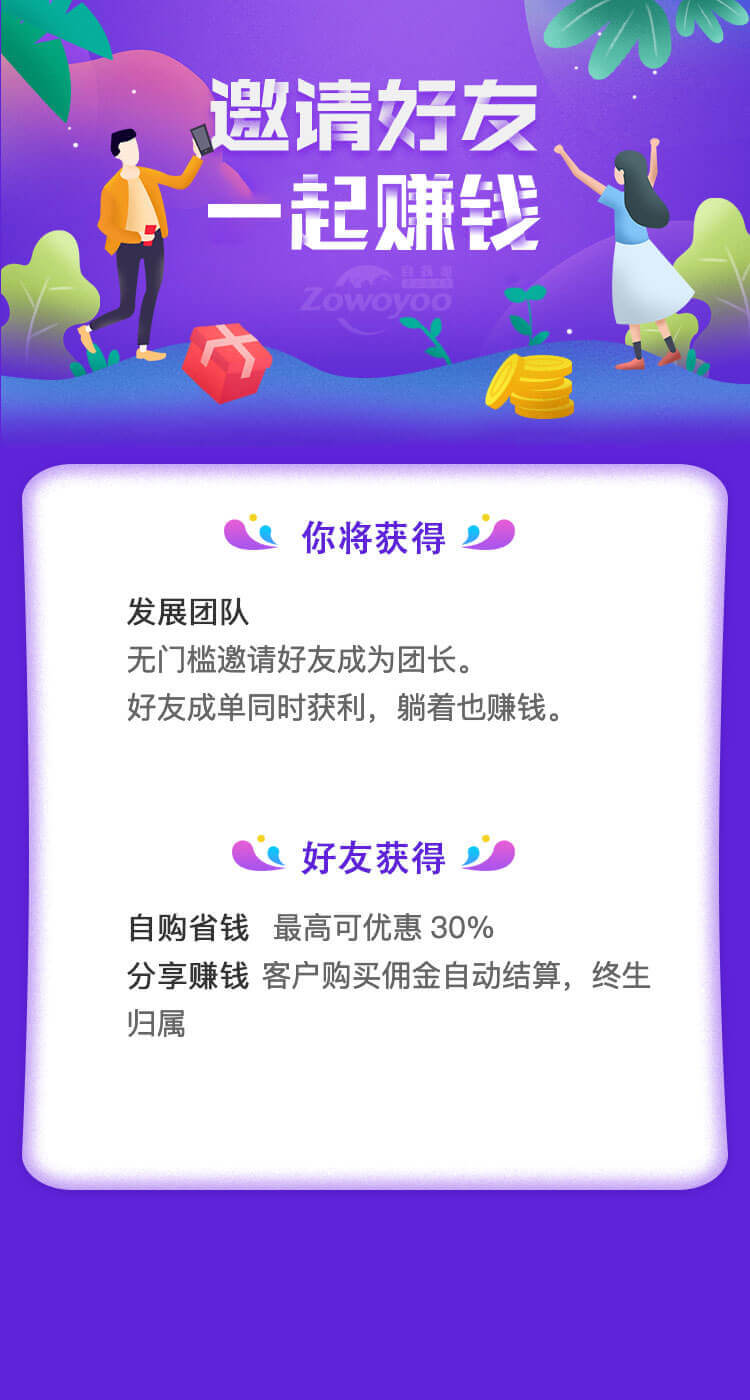 邀请好友
一起赚钱
自我游
Zowoyoo
你将获得
发展团队
无门槛邀请好友成为团长。
好友成单同时获利，躺着也赚钱。
好友获得
自购省钱 最高可优惠 30%
分享赚钱 客户购买佣金自动结算，终生
归属